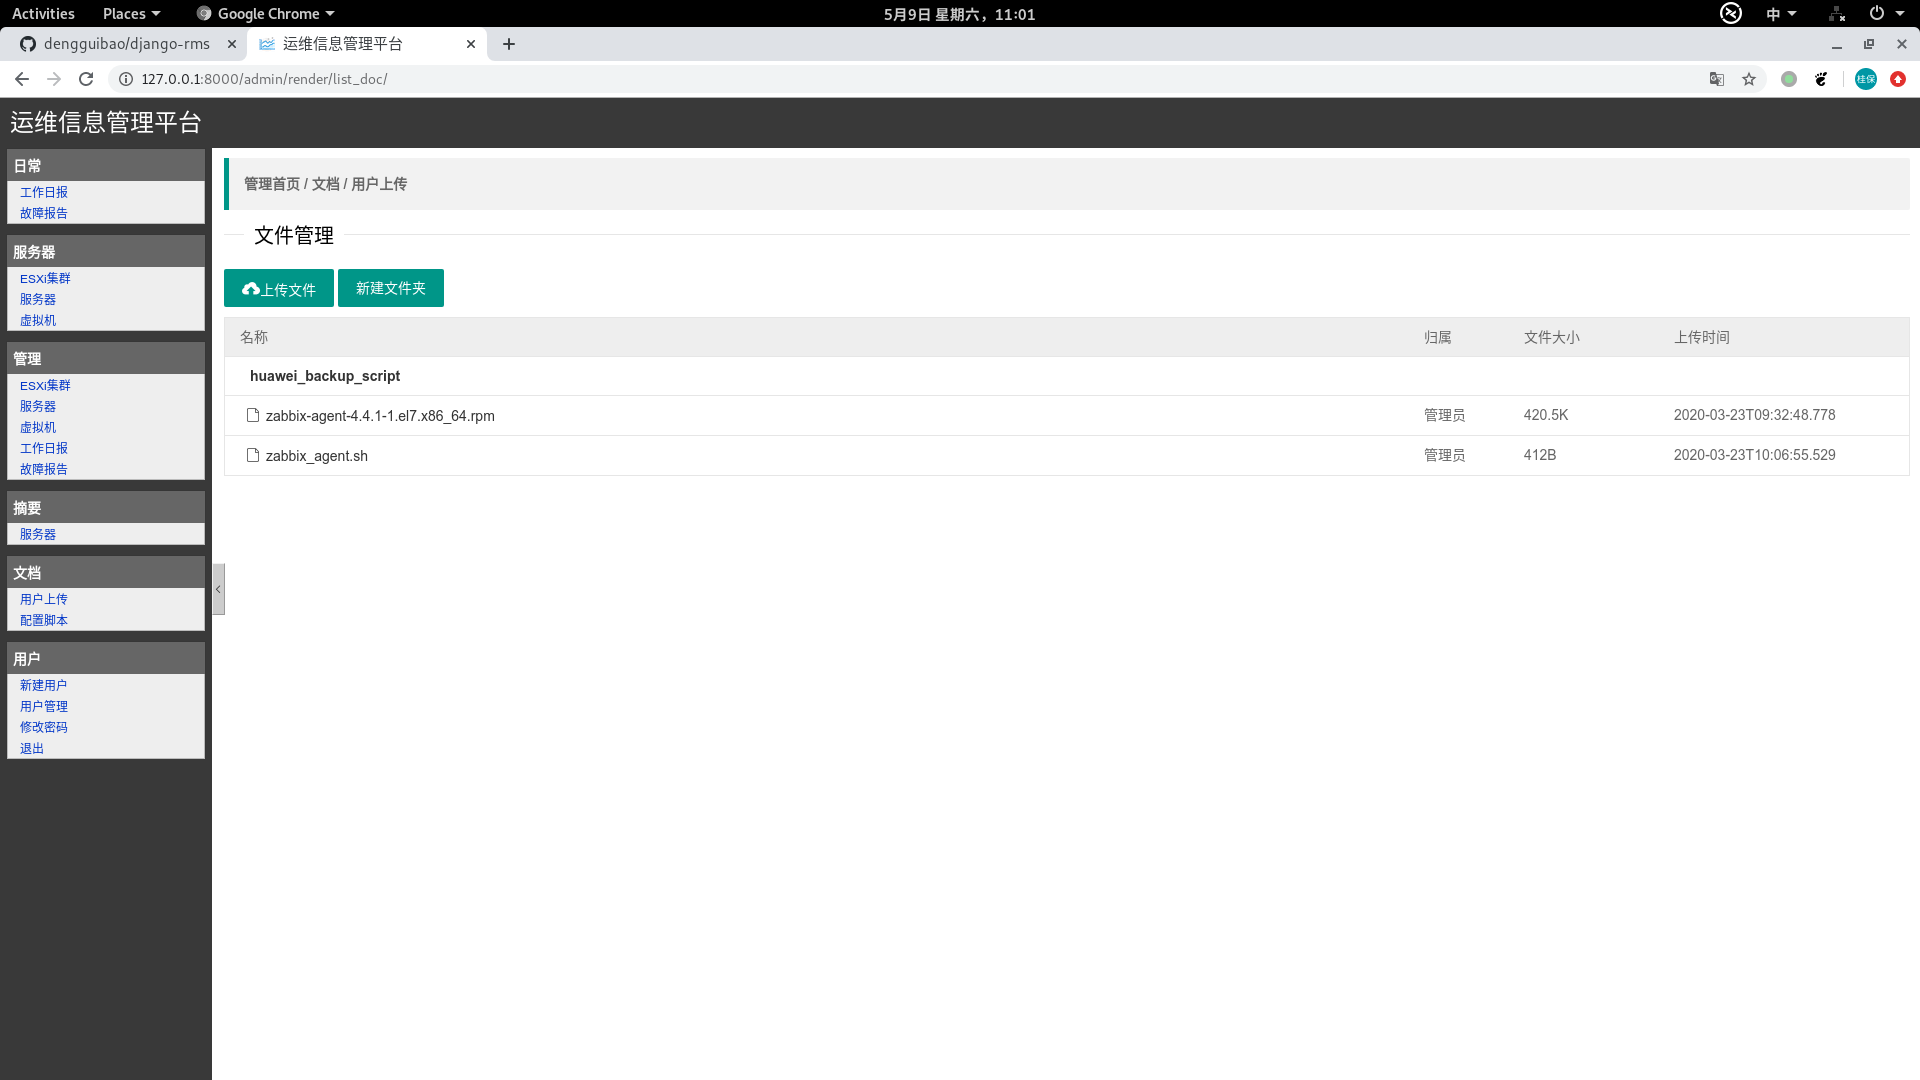 Activities Places Google Chrome 5月9日 星期六，11:01 中
dengguibao/django-rms 运维信息管理平台
127.0.0.1:8000/admin/render/list_doc/ 桂保
运维信息管理平台
日常
工作日报
故障报告
服务器
ESXi集群
服务器
虚拟机
管理
ESXi集群
服务器
虚拟机
工作日报
故障报告
摘要
服务器
文档
用户上传
配置脚本
用户
新建用户
用户管理
修改密码
退出
管理首页 / 文档 / 用户上传
文件管理
上传文件 新建文件夹
名称 归属 文件大小 上传时间
huawei_backup_script
zabbix-agent-4.4.1-1.el7.x86_64.rpm 管理员 420.5K 2020-03-23T09:32:48.778
zabbix_agent.sh 管理员 412B 2020-03-23T10:06:55.529